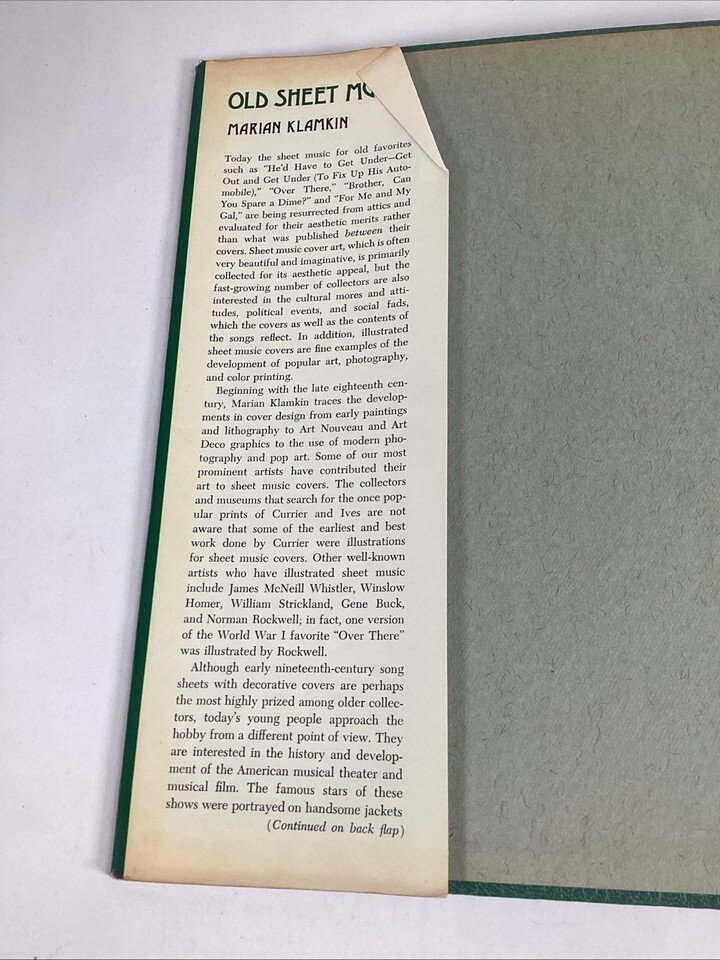 OLD SHEET
MARIAN KLAMKIN
Today the sheet music for old favorites
such as "He'd Have to Get Under—Get
Out and Get Under (To Fix Up His Auto-
mobile)," "Over There," "Brother, Can
You Spare a Dime?" and "For Me and My
Gal," are being resurrected from attics and
evaluated for their aesthetic merits rather
than what was published between their
covers. Sheet music cover art, which is often
very beautiful and imaginative, is primarily
collected for its aesthetic appeal, but the
fast-growing number of collectors are also
interested in the cultural mores and atti-
tudes, political events, and social fads,
which the covers as well as the contents of
the songs reflect. In addition, illustrated
sheet music covers are fine examples of the
development of popular art, photography,
and color printing.
Beginning with the late eighteenth cen-
tury, Marian Klamkin traces the develop-
ments in cover design from early paintings
and lithography to Art Nouveau and Art
Deco graphics to the use of modern pho-
tography and pop art. Some of our most
prominent artists have contributed their
art to sheet music covers. The collectors
and museums that search for the once pop-
ular prints of Currier and Ives are not
aware that some of the earliest and best
work done by Currier were illustrations
for sheet music covers. Other well-known
artists who have illustrated sheet music
include James McNeill Whistler, Winslow
Homer, William Strickland, Gene Buck,
and Norman Rockwell; in fact, one version
of the World War I favorite "Over There"
was illustrated by Rockwell.
Although early nineteenth-century song
sheets with decorative covers are perhaps
the most highly prized among older collec-
tors, today's young people approach the
hobby from a different point of view. They
are interested in the history and develop-
ment of the American musical theater and
musical film. The famous stars of these
shows were portrayed on handsome jackets
(Continued on back flap)